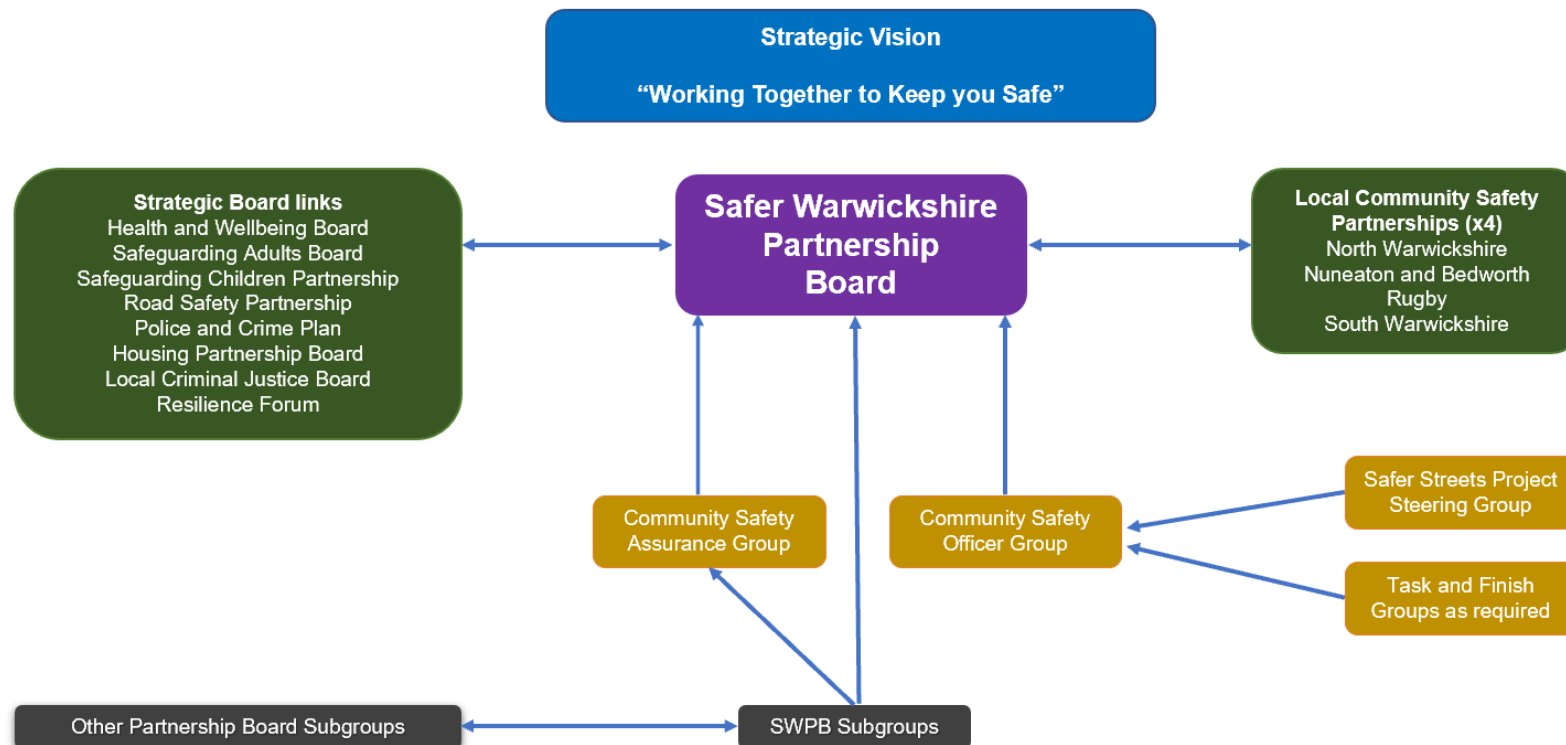 Strategic Vision
“Working Together to Keep you Safe”
Strategic Board links
Health and Wellbeing Board
Safeguarding Adults Board
Safeguarding Children Partnership
Road Safety Partnership
Police and Crime Plan
Housing Partnership Board
Local Criminal Justice Board
Resilience Forum
Safer Warwickshire
Partnership
Board
Local Community Safety
Partnerships (x4)
North Warwickshire
Nuneaton and Bedworth
Rugby
South Warwickshire
Community Safety
Assurance Group
Community Safety
Officer Group
Safer Streets Project
Steering Group
Task and Finish
Groups as required
Other Partnership Board Subgroups
SWPB Subgroups